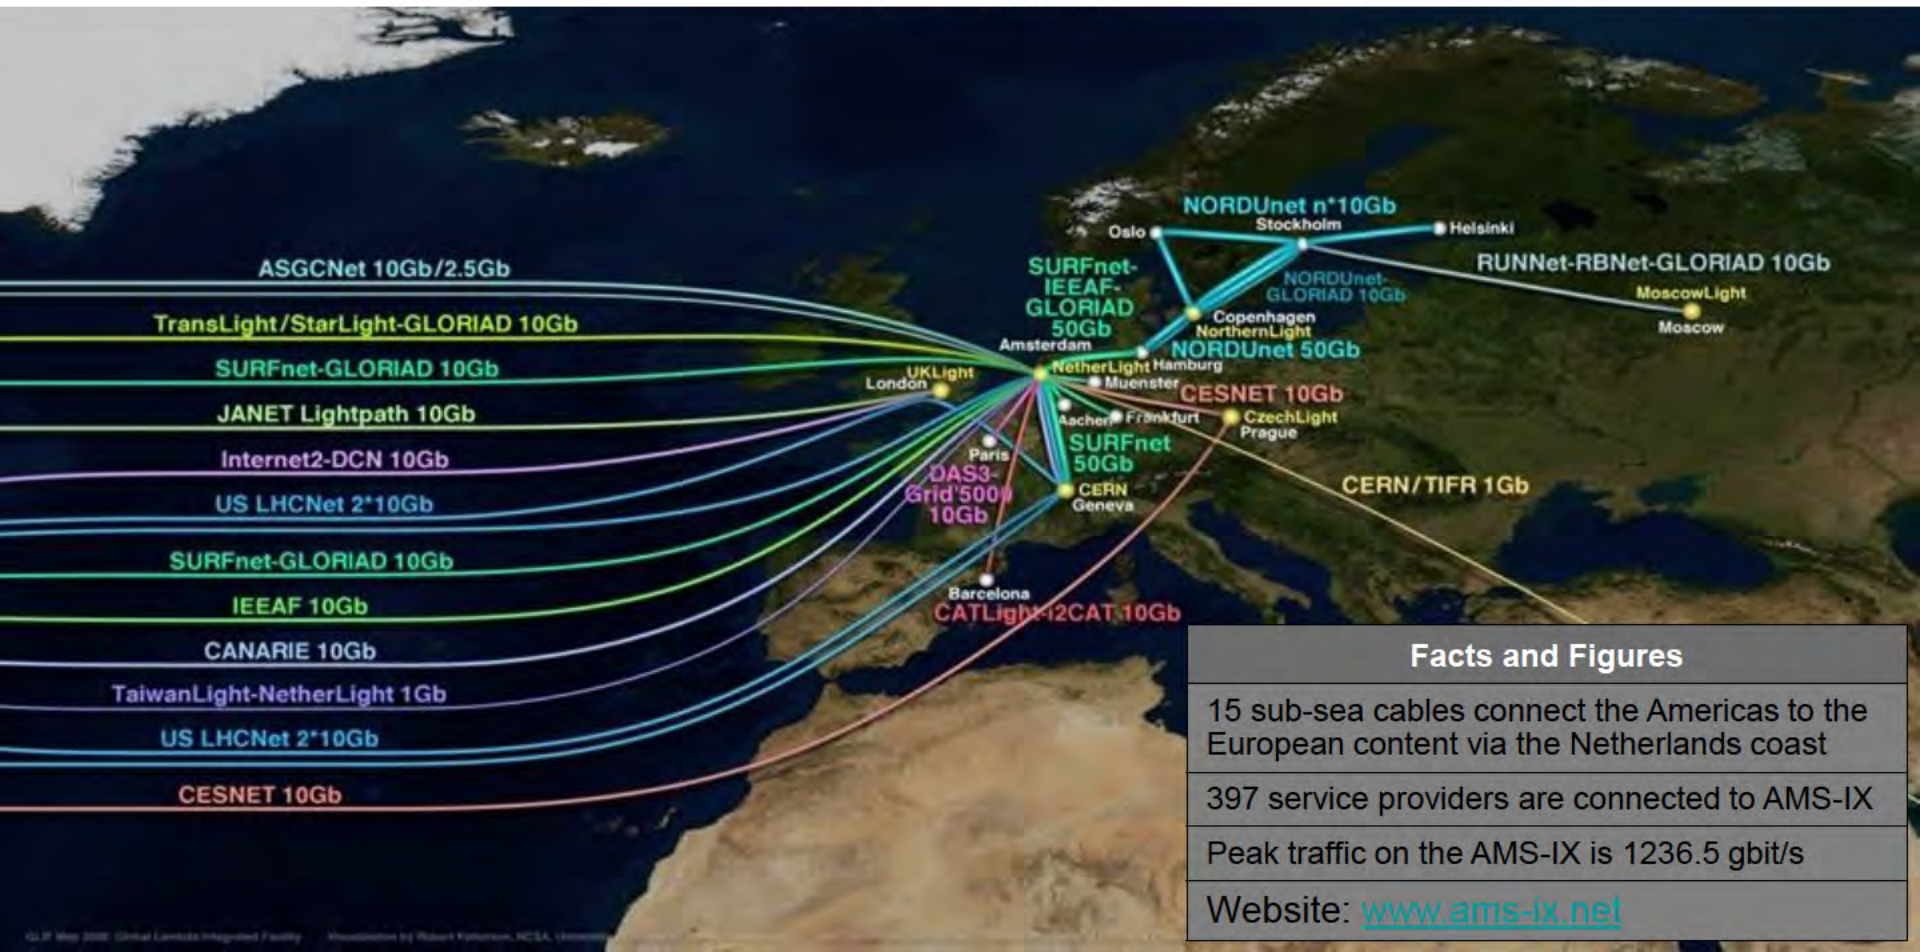 NORDUnet n*10Gb
Stockholm
Oslo
Helsinki
ASGCNet 10Gb/2.5Gb
SURFnet-
IEEAF-
GLORIAD
50Gb
NORDUnet-
GLORIAD 10Gb
RUNNet-RBNet-GLORIAD 10Gb
MoscowLight
Moscow
TransLight/StarLight-GLORIAD 10Gb
Copenhagen
NorthernLight
Amsterdam
NORDUnet 50Gb
SURFnet-GLORIAD 10Gb
UKLight
London
NetherLight
Hamburg
Muenster
CESNET 10Gb
JANET Lightpath 10Gb
Aachen
Frankfurt
CzechLight
Prague
SURFnet
50Gb
Internet2-DCN 10Gb
Paris
DAS3-
Grid'5000
10Gb
CERN
Geneva
CERN/TIFR 1Gb
US LHCNet 2*10Gb
SURFnet-GLORIAD 10Gb
IEEAF 10Gb
Barcelona
CATLight-i2CAT 10Gb
CANARIE 10Gb
TaiwanLight-NetherLight 1Gb
US LHCNet 2*10Gb
CESNET 10Gb
Facts and Figures
15 sub-sea cables connect the Americas to the
European content via the Netherlands coast
397 service providers are connected to AMS-IX
Peak traffic on the AMS-IX is 1236.5 gbit/s
Website: www.ams-ix.net